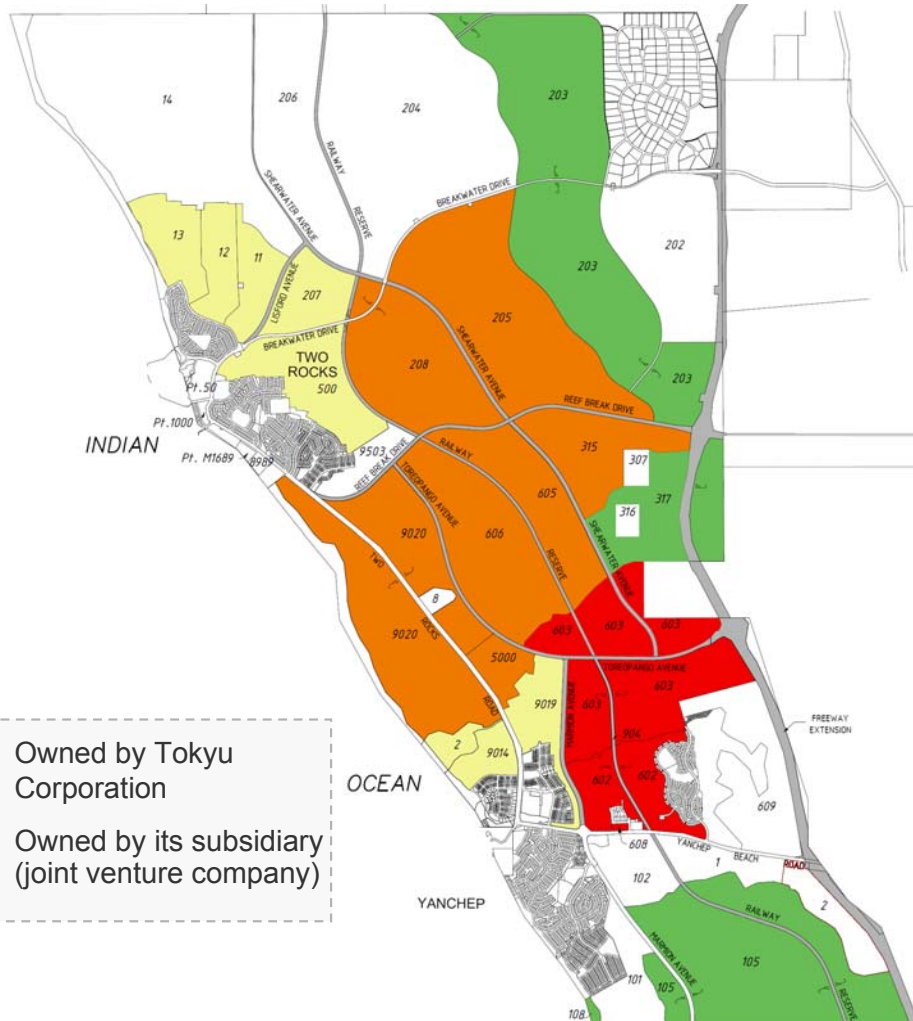 14
206
204
203
RAILWAY
RESERVE
SHEARWATER AVENUE
BREAKWATER DRIVE
202
203
13
12
11
LISFORD AVENUE
207
BREAKWATER DRIVE
TWO
ROCKS
500
205
SHEARWATER AVENUE
208
203
Pt.50
Pt.1000
Pt. M1689
8989
INDIAN
9503
REEF BREAK DRIVE
REEF BREAK DRIVE
RAILWAY
315
307
317
316
TOREOPANGO AVENUE
605
606
9020
RESERVE
SHEARWATER AVENUE
TWO
ROCKS
ROAD
8
9020
5000
603
603
603
TOREOPANGO AVENUE
603
603
9019
MARMION AVENUE
904
2
9014
602
602
FREEWAY
EXTENSION
609
OCEAN
Owned by Tokyu
Corporation
Owned by its subsidiary
(joint venture company)
608
YANCHEP
BEACH
ROAD
1
102
2
YANCHEP
RAILWAY
RESERVE
MARMION AVENUE
105
101
105
108